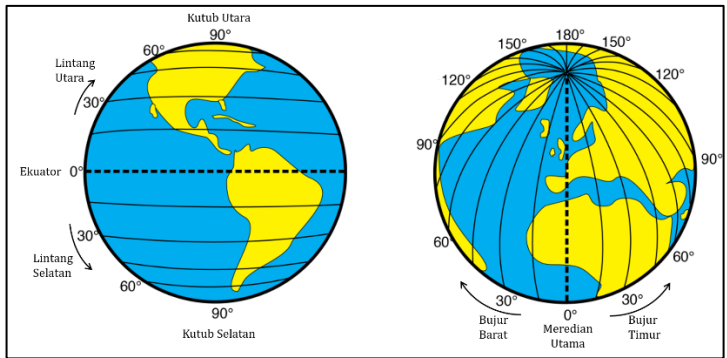 Kutub Utara
90°
60°
Lintang
Utara
30°
Ekuator
0°
30°
Lintang
Selatan
60°
90°
Kutub Selatan
180°
150°
150°
120°
120°
90°
90°
60°
60°
30°
30°
0°
Bujur
Barat
Meredian
Utama
Bujur
Timur